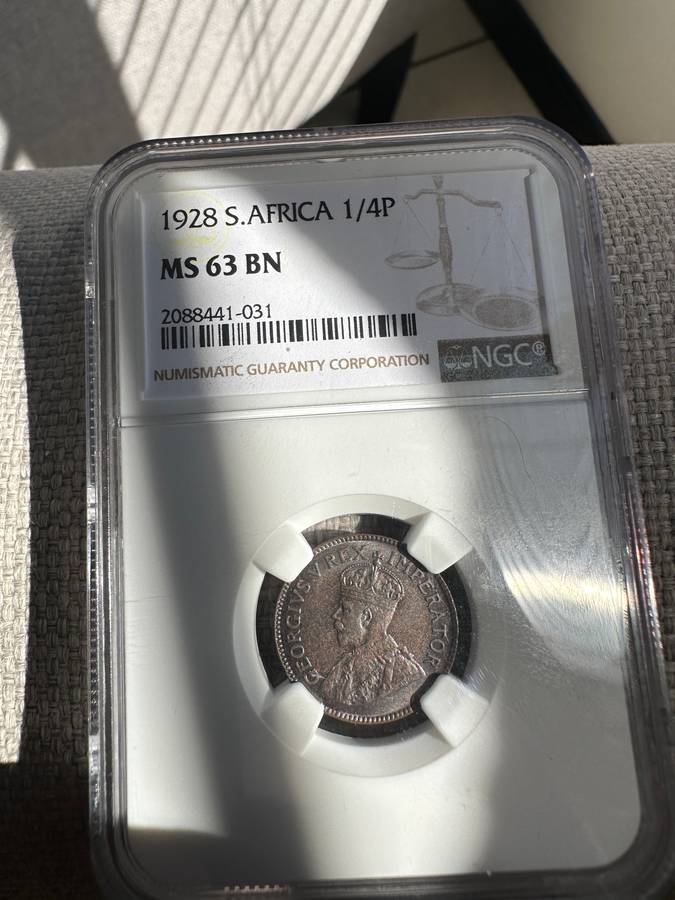 1928 S.AFRICA 1/4P
MS 63 BN
2088441-031
NUMISMATIC GUARANTY CORPORATION
NGC®
GEORGIVS V REX IMPERATOR